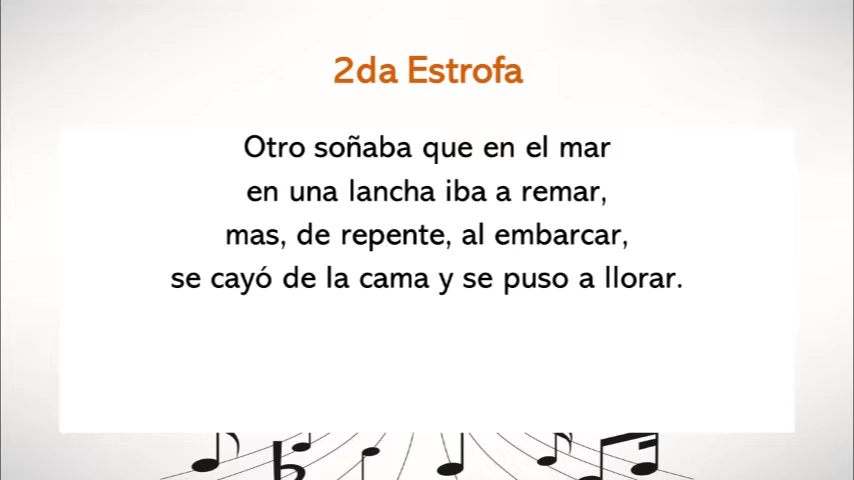 2da Estrofa
Otro soñaba que en el mar
en una lancha iba a remar,
mas, de repente, al embarcar,
se cayó de la cama y se puso a llorar.